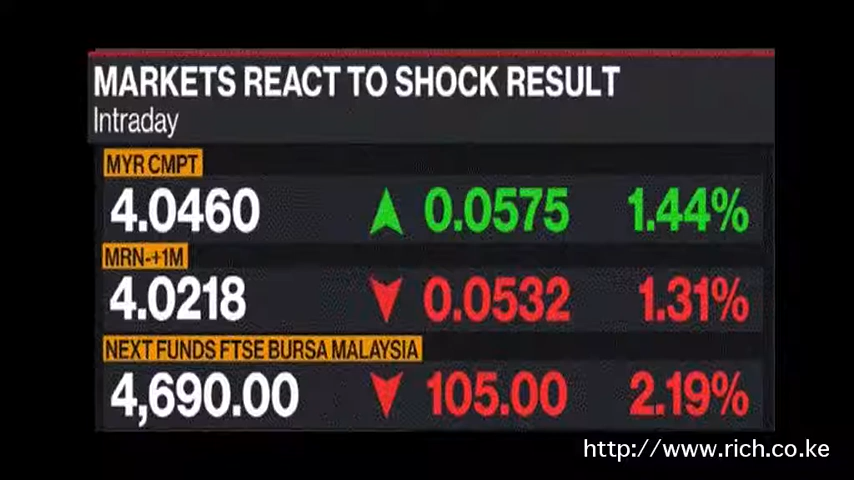 MARKETS REACT TO SHOCK RESULT
Intraday
MYR CMPT
4.0460 ▲ 0.0575 1.44%
MRN-+1M
4.0218 ▼ 0.0532 1.31%
NEXT FUNDS FTSE BURSA MALAYSIA
4,690.00 ▼ 105.00 2.19%
http://www.rich.co.ke